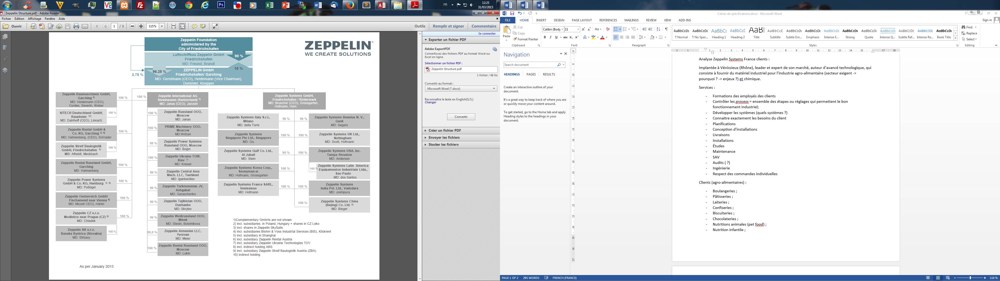 FR
12:25
31/03/2015
Zeppelin Structure.pdf - Adobe Reader
Fichier Edition Affichage Fenêtre Aide
Ouvrir
1 / 1
115%
Outils Remplir et signer Commentaire
Zeppelin Foundation
administered by the
City of Friedrichshafen
Luftschiffbau Zeppelin GmbH
Friedrichshafen
MD: Freund, Brandt
90 %
10 %
96.25 %
3.75 %
ZEPPELIN GmbH
Friedrichshafen/ Garching
MD: Gerstmann (CEO), Heidemann (Vice Chairman),
Dummler, Knepper
ZEPPELIN®
WE CREATE SOLUTIONS
Zeppelin Baumaschinen GmbH,
Garching 5)
MD: Heidemann (CEO),
Cordes, Severin, Weber
100 %
SITECH Deutschland GmbH,
Raunheim 10)
MD: Dahlhoff (CEO), Linnartz
100 %
Zeppelin Rental GmbH &
Co. KG, Garching 1) 4)
MD: Hahnenberg, (CEO), Schrader
100 %
Zeppelin Streif Baulogistik
GmbH, Friedrichshafen 9)
MD: Afheldt, Meckbach
100 %
Zeppelin Rental Russland GmbH,
Garching
MD: Hahnenberg
100 %
Zeppelin Power Systems
GmbH & Co. KG, Hamburg 1) 3)
MD: Poßögel
100 %
Zeppelin Oesterreich GmbH
Fischamend near Vienna 6)
MD: Mozelt CEO), Härtel
100 %
Zeppelin CZ s.r.o.
Modletice near Prague (CZ) 2)
MD: Chladek
100 %
Zeppelin SK s.r.o.
Banska Bystrica (Slovakia)
MD: Strbavy
100 %
100 %
Zeppelin International AG
Steinhausen (Switzerland) 7)
MD: Janas (CEO), Jasvoin
100 %
Zeppelin Russland OOO,
Moscow
MD: Janas
100 %
PRIME Machinery OOO,
Moscow
MD:Wötzel
99 %
Zeppelin Power Systems
Russland OOO, Moscow
MD: Bogin
100 %
Zeppelin Ukraine TOW,
Kiev 7)
MD: Kreisel
99 %
Zeppelin Central Asia
Mach. LLC, Tashkent
MD: Iganberdiev
99 %
Zeppelin Turkmenistan JV,
Ashgabat
MD: Garaschenko
99 %
Zeppelin Tajikistan OOO,
Dushanbe
MD: Skrylev
99 %
Zeppelin Weißrussland OOO,
Minsk
MD: Stesin, Bolotnikova
99,9 %
Zeppelin Armenien LLC,
Yerevan
MD: Meier
100 %
Zeppelin Rental Russland OOO,
Moscow
MD: Lukin
Zeppelin Systems GmbH,
Friedrichshafen / Rödermark
MD: Bruecher (CEO), Grossgarten,
Hofmann, Horn
Zeppelin Systems Italy S.r.l.,
Milano
MD: della Torre
90 %
Zeppelin Systems
Singapore Pte Ltd., Singapore
MD: Gu
100 %
Zeppelin Systems Gulf Co. Ltd.,
Al Jubail
MD: Stein
90 %
Zeppelin Systems Korea Corp.,
Seonyman-si
MD: Hofmann, Grossgarten
100 %
Zeppelin Systems France SARL,
Venissieux
MD: Hofmann
100 %
99 %
Zeppelin Systems Benelux N. V.,
Genk
MD: Segers
100 %
Zeppelin Systems UK Ltd.,
Nottingham
MD: Scott, Hofmann
100 %
Zeppelin Systems USA, Inc.
Tampa /Houston
MD: Anderson
100 %
Zeppelin Systems Latin America
Equipamentos Industriais Ltda.,
Sao Paulo
MD: dos Santos
100 %
Zeppelin Systems
India Pvt. Ltd., Vadodara
MD: Joshipura
100 %
Zeppelin Systems China
(Bejing) Co. Ltd. 8)
MD: Bieger
1)Complementary GmbHs are not shown
2) incl. subsidiaries. in Poland, Hungary + shares in CZ Loko
3) incl. shares in Zeppelin SkySails
4) incl. subsidiaries Blohm & Voss Industrial Services (BIS), Klickrent
5) incl. subsidiary in Shanghai
6) incl. subsidiary Zeppelin Rental Austria
7) incl. subsidiary Zeppelin Ukraine Technologies TOV
8) incl. indirect holding ABS
9) incl. subsidiary Zeppelin Streif Baulogistik Austria (ZBA)
10) indirect holding
As per January 2015
Se connecter
Exporter un fichier PDF
Adobe ExportPDF
Convertissez des fichiers PDF au format Word ou
Excel en ligne.
Sélectionner un fichier PDF :
Zeppelin Structure.pdf
1 fichier / 48 Ko
Convertir au format :
Microsoft Word (*.docx)
Reconnaître le texte en English(U.S.)
Changer
Convertir
Créer un fichier PDF
Envoyer les fichiers
Stocker les fichiers
Cahier de spécifications.docx - Microsoft Word
FILE HOME INSERT DESIGN PAGE LAYOUT REFERENCES MAILINGS REVIEW VIEW ADD-INS
Sign in
Paste
Cut
Copy
Format Painter
Clipboard
Calibri (Body 11
Font
Paragraph
¶ Normal ¶ No Spac... Heading 1 Heading 2 Title Subtitle Subtle Em... Emphasis Intense E... Strong Quote Intense Q... Subtle Ref... Intense Re... Book Title
Styles
Find
Replace
Select
Editing
Navigation
Search document
HEADINGS PAGES RESULTS
Create an interactive outline of your
document.
It's a great way to keep track of where you are
or quickly move your content around.
To get started, go to the Home tab and apply
Heading styles to the headings in your
document.
Analyse Zeppelin Systems France clients :
Implantée à Vénissieux (Rhône), leader et expert de son marché, auteur d'avancé technologique, qui
consiste à fournir du matériel industriel pour l'industrie agro-alimentaire (secteur exigent ->
pourquoi ? -> enjeux ?) et chimique.
Services :
- Formations des employés des clients
- Contrôler les process = ensemble des étapes ou réglages qui permettent le bon
fonctionnement industriel;
- Développer les systèmes (quels systèmes ?)
- Connaitre exactement les besoins du client
- Planifications
- Conception d'installations
- Livraisons
- Installations
- Études
- Maintenance
- SAV
- Audits ( ?)
- Ingénierie
- Respect des commandes individuelles
Clients (agro-alimentaires) :
- Boulangeries ;
- Pâtisseries ;
- Laiteries ;
- Confiseries ;
- Biscuiteries ;
- Chocolateries ;
- Nutritions animales (pet food) ;
- Nutrition infantile ;
PAGE 1 OF 2 295 WORDS FRENCH (FRANCE)
110 %